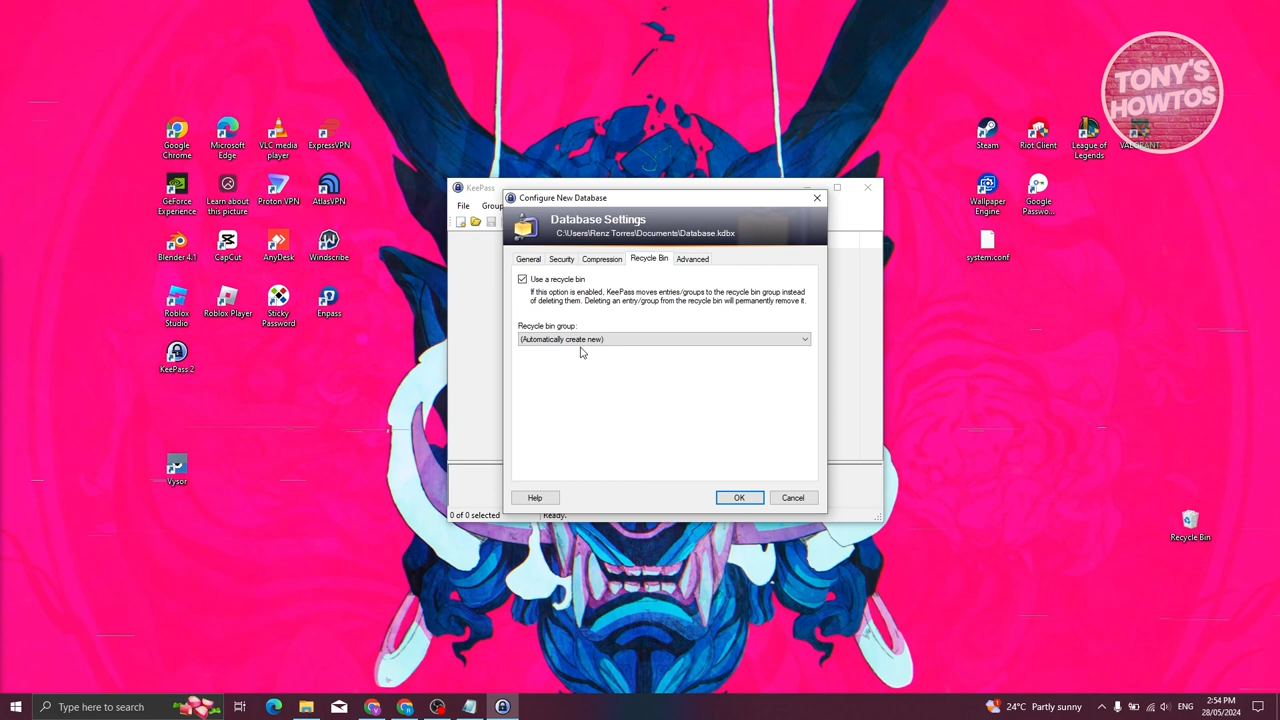 TONY'S
HOWTOS
Google
Chrome
Microsoft
Edge
VLC media
player
ExpressVPN
Steam
Riot Client
League of
Legends
VALORANT
GeForce
Experience
Learn about
this picture
Proton VPN
AtlasVPN
Wallpaper
Engine
Google
Passwo...
Blender 4.1
CapCut
AnyDesk
Windscribe
system.conf
Roblox
Studio
Roblox Player
Sticky
Password
Enpass
KeePass 2
Vysor
Recycle Bin
KeePass
File
Group
Configure New Database
Database Settings
C:\Users\Renz Torres\Documents\Database.kdbx
General
Security
Compression
Recycle Bin
Advanced
Use a recycle bin
If this option is enabled, KeePass moves entries/groups to the recycle bin group instead
of deleting them. Deleting an entry/group from the recycle bin will permanently remove it.
Recycle bin group:
(Automatically create new)
Help
OK
Cancel
0 of 0 selected
Ready.
Type here to search
24°C Partly sunny
ENG
2:54 PM
28/05/2024